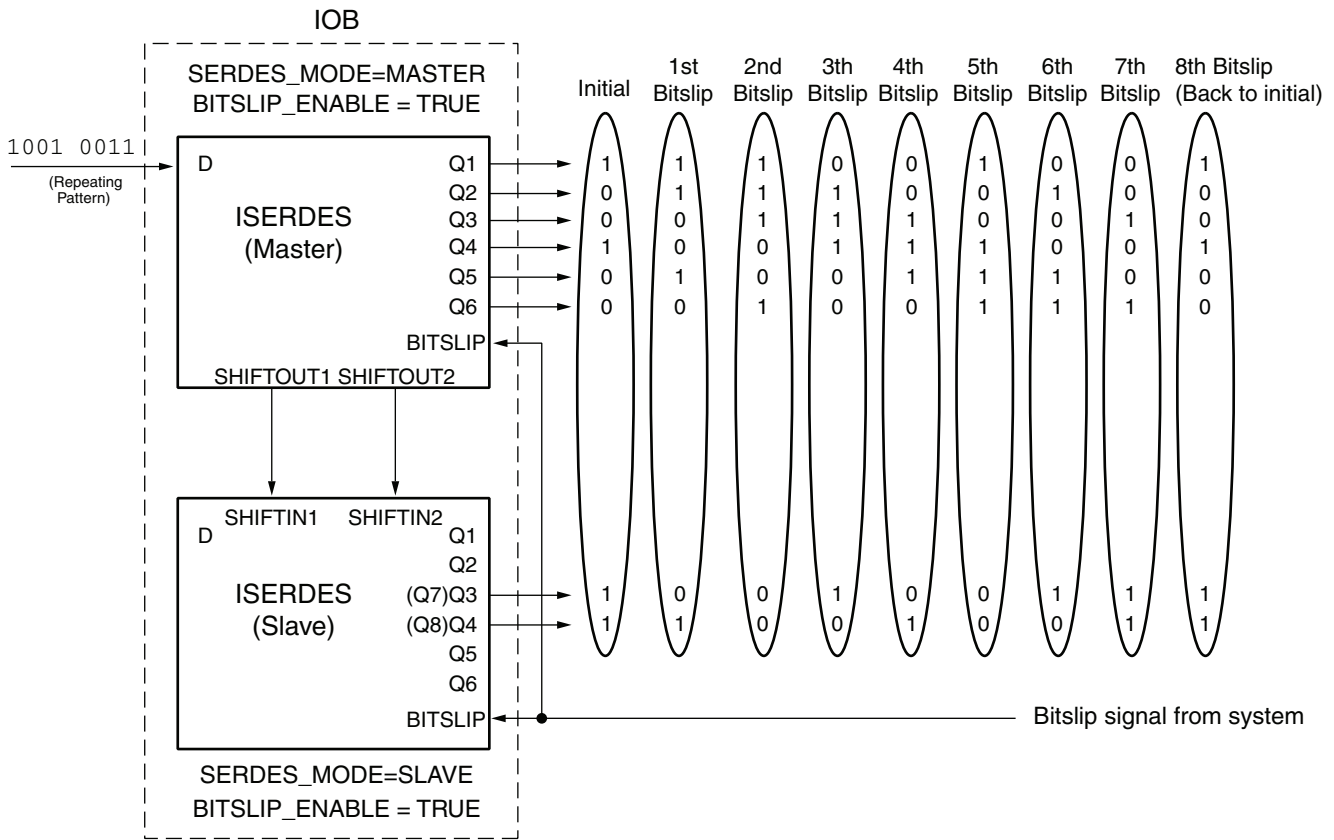 IOB
SERDES_MODE=MASTER
BITSLIP_ENABLE = TRUE
1001 0011
(Repeating
Pattern)
D
ISERDES
(Master)
Q1
Q2
Q3
Q4
Q5
Q6
BITSLIP
SHIFTOUT1 SHIFTOUT2
SHIFTIN1 SHIFTIN2
D
ISERDES
(Slave)
Q1
Q2
(Q7)Q3
(Q8)Q4
Q5
Q6
BITSLIP
SERDES_MODE=SLAVE
BITSLIP_ENABLE = TRUE
Initial
1st Bitslip
2nd Bitslip
3th Bitslip
4th Bitslip
5th Bitslip
6th Bitslip
7th Bitslip
8th Bitslip
(Back to initial)
1 1 1 0 0 1 0 0 1
0 1 1 1 0 0 1 0 0
0 0 1 1 1 0 0 1 0
1 0 0 1 1 1 0 0 1
0 1 0 0 1 1 1 0 0
0 0 1 0 0 1 1 1 0
1 0 0 1 0 0 1 1 1
1 1 0 0 1 0 0 1 1
Bitslip signal from system